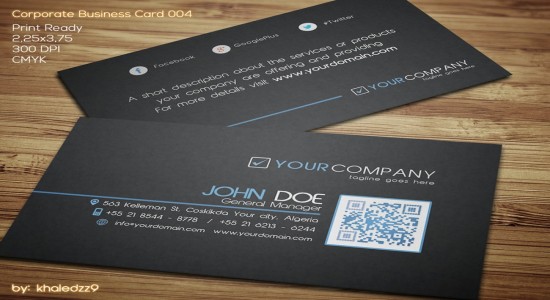 Corporate Business Card 004
Print Ready
2,25x3,75
300 DPI
CMYK
Facebook
GooglePlus
#Twitter
A short description about the services or products
your company are offering and providing
For more details visit www.yourdomain.com
YOURCOMPANY
tagline goes here
YOURCOMPANY
tagline goes here
JOHN DOE
General Manager
563 Kelleman St. Coskikda Your city, Algeria
+55 21 8544 - 8778 / +55 21 6213 - 6244
info@yourdomain.com www.yourdomain.com
by: khaledzz9